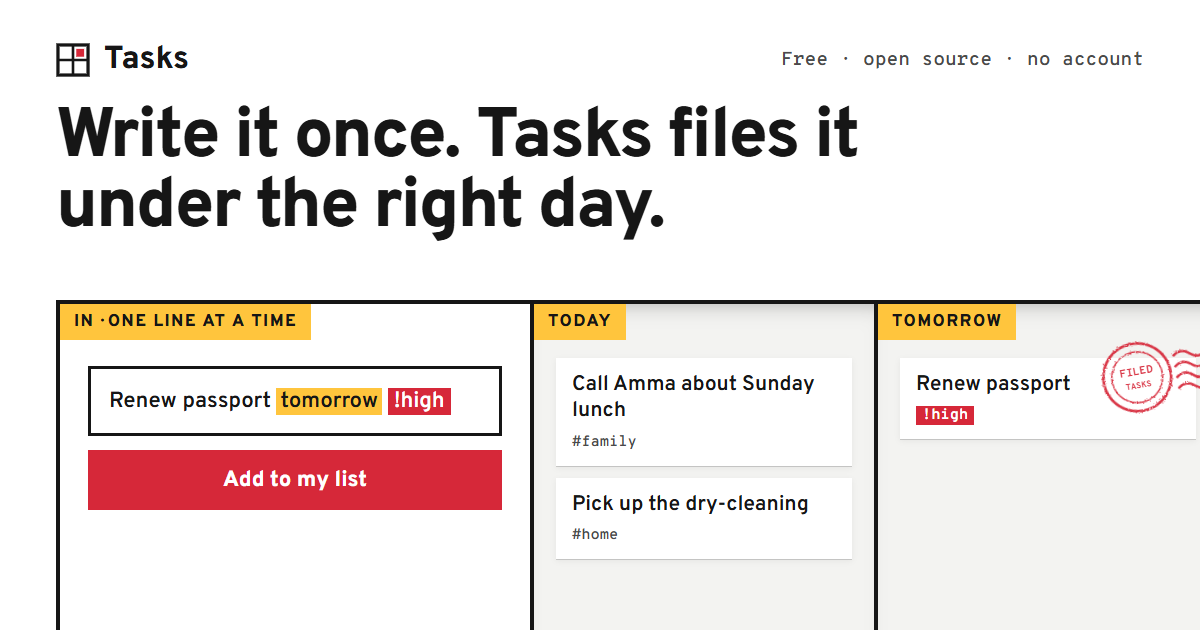 Tasks
Free · open source · no account
Write it once. Tasks files it
under the right day.
IN · ONE LINE AT A TIME
Renew passport tomorrow !high
Add to my list
TODAY
Call Amma about Sunday
lunch
#family
Pick up the dry-cleaning
#home
TOMORROW
Renew passport
!high
FILED
TASKS